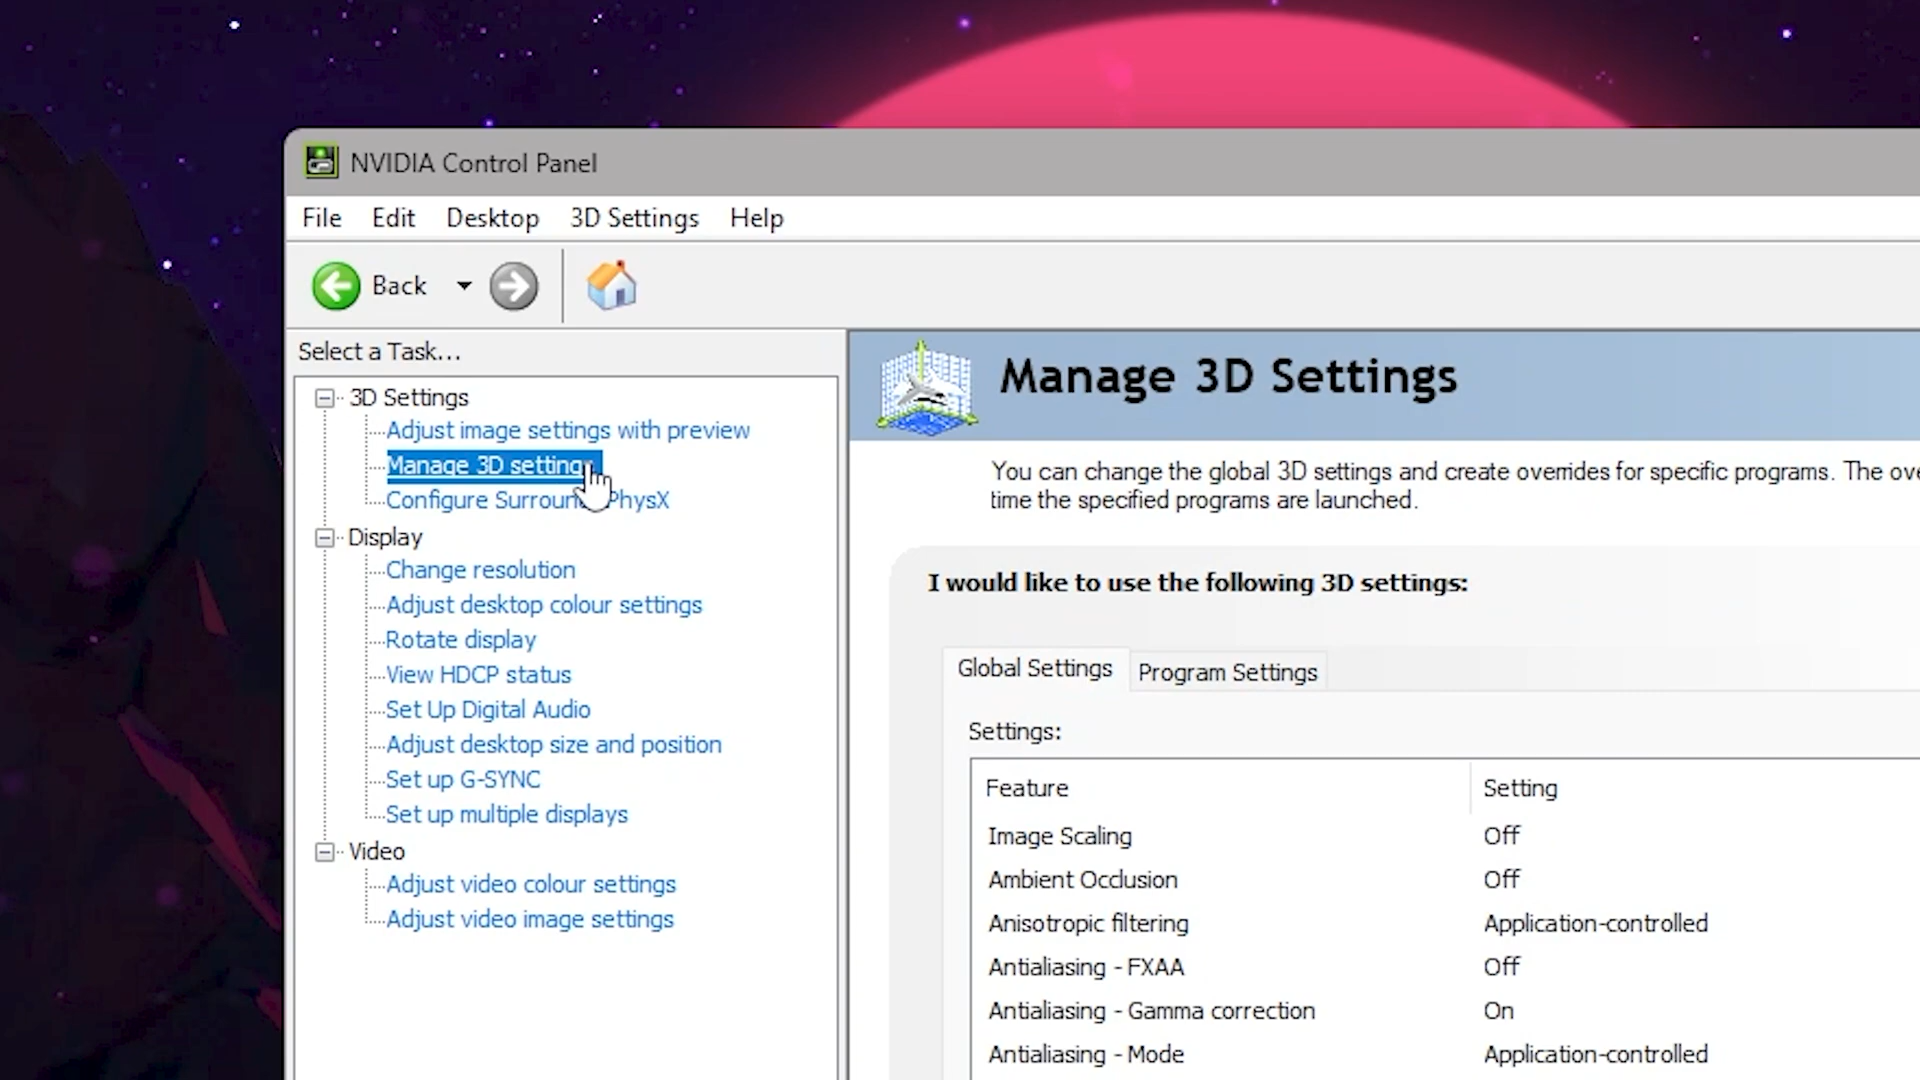 NVIDIA Control Panel
File Edit Desktop 3D Settings Help
Back
Select a Task...
3D Settings
Adjust image settings with preview
Manage 3D settings
Configure Surround PhysX
Display
Change resolution
Adjust desktop colour settings
Rotate display
View HDCP status
Set Up Digital Audio
Adjust desktop size and position
Set up G-SYNC
Set up multiple displays
Video
Adjust video colour settings
Adjust video image settings
Manage 3D Settings
You can change the global 3D settings and create overrides for specific programs. The
time the specified programs are launched.
I would like to use the following 3D settings:
Global Settings Program Settings
Settings:
Feature Setting
Image Scaling Off
Ambient Occlusion Off
Anisotropic filtering Application-controlled
Antialiasing - FXAA Off
Antialiasing - Gamma correction On
Antialiasing - Mode Application-controlled